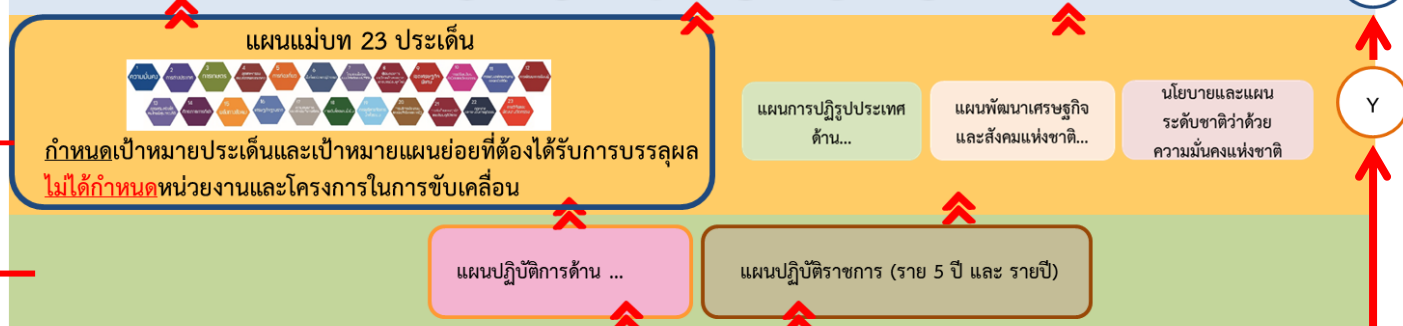 แผนแม่บท 23 ประเด็น
กำหนดเป้าหมายประเด็นและเป้าหมายแผนย่อยที่ต้องได้รับการบรรลุผล
ไม่ได้กำหนดหน่วยงานและโครงการในการขับเคลื่อน
แผนการปฏิรูปประเทศ
ด้าน...
แผนพัฒนาเศรษฐกิจ
และสังคมแห่งชาติ...
นโยบายและแผน
ระดับชาติว่าด้วย
ความมั่นคงแห่งชาติ
Y
แผนปฏิบัติการด้าน ...
แผนปฏิบัติราชการ (ราย 5 ปี และ รายปี)